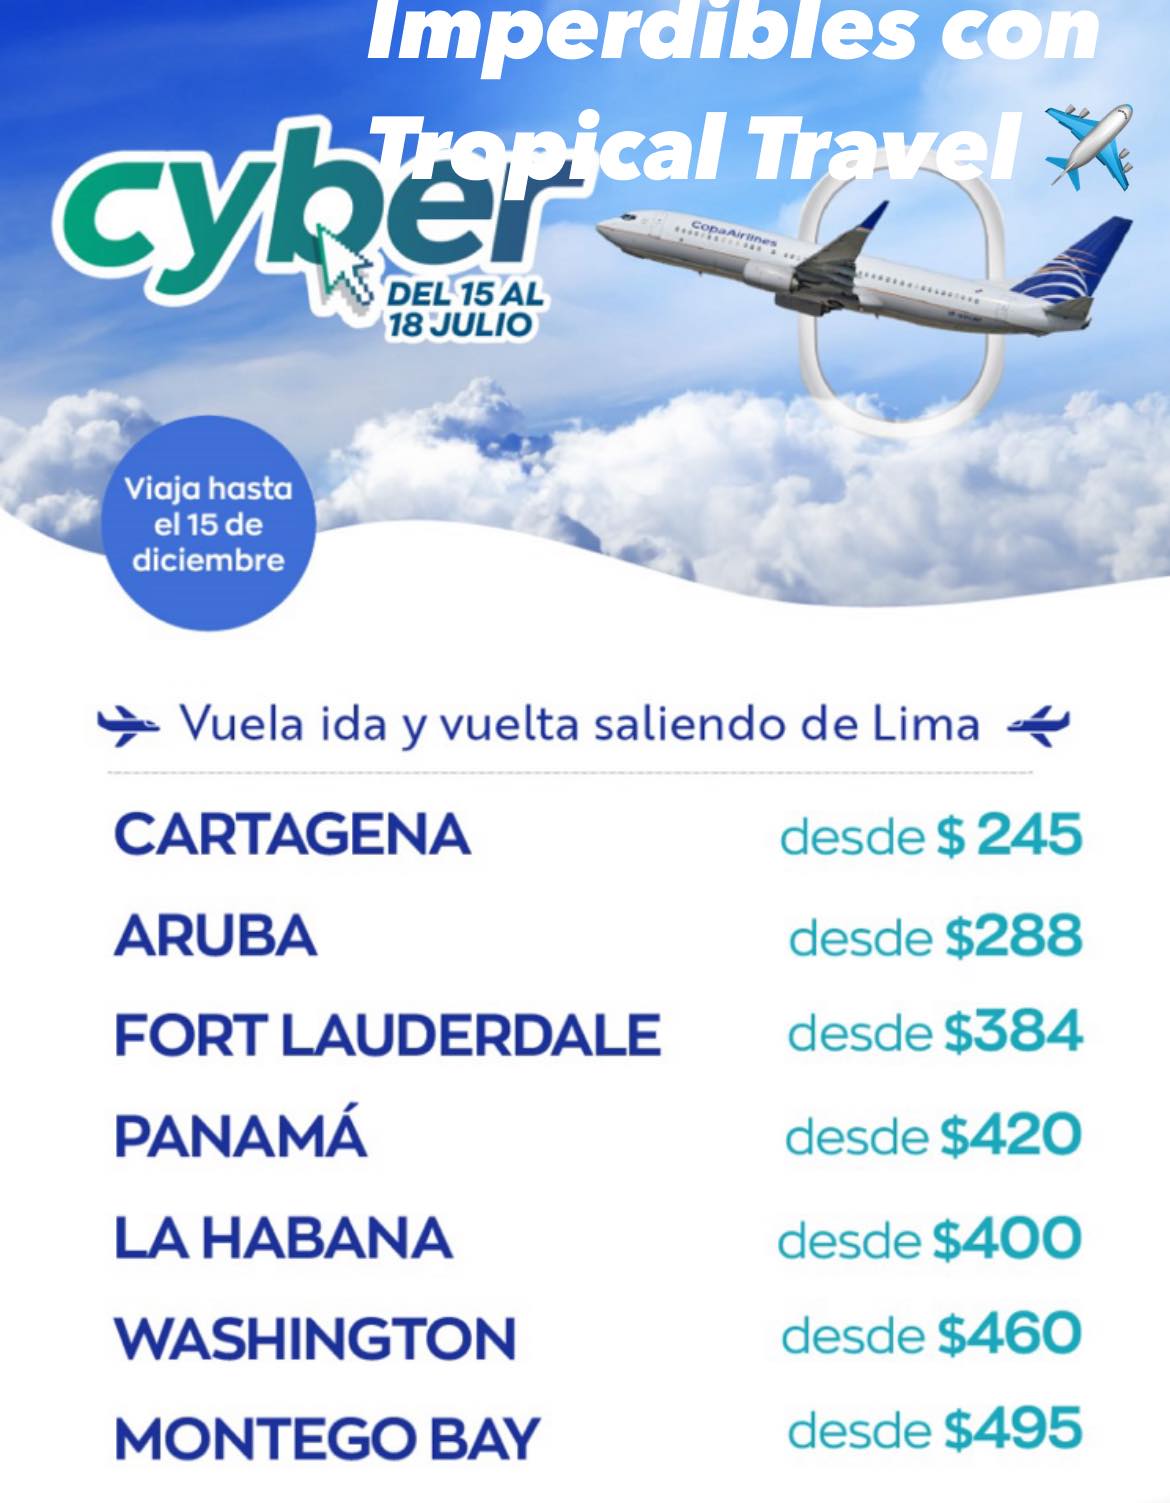 Imperdibles con
Tropical Travel
cyber
DEL 15 AL
18 JULIO
CopaAirlines
Viaja hasta
el 15 de
diciembre
Vuela ida y vuelta saliendo de Lima
CARTAGENA desde $ 245
ARUBA desde $288
FORT LAUDERDALE desde $384
PANAMÁ desde $420
LA HABANA desde $400
WASHINGTON desde $460
MONTEGO BAY desde $495